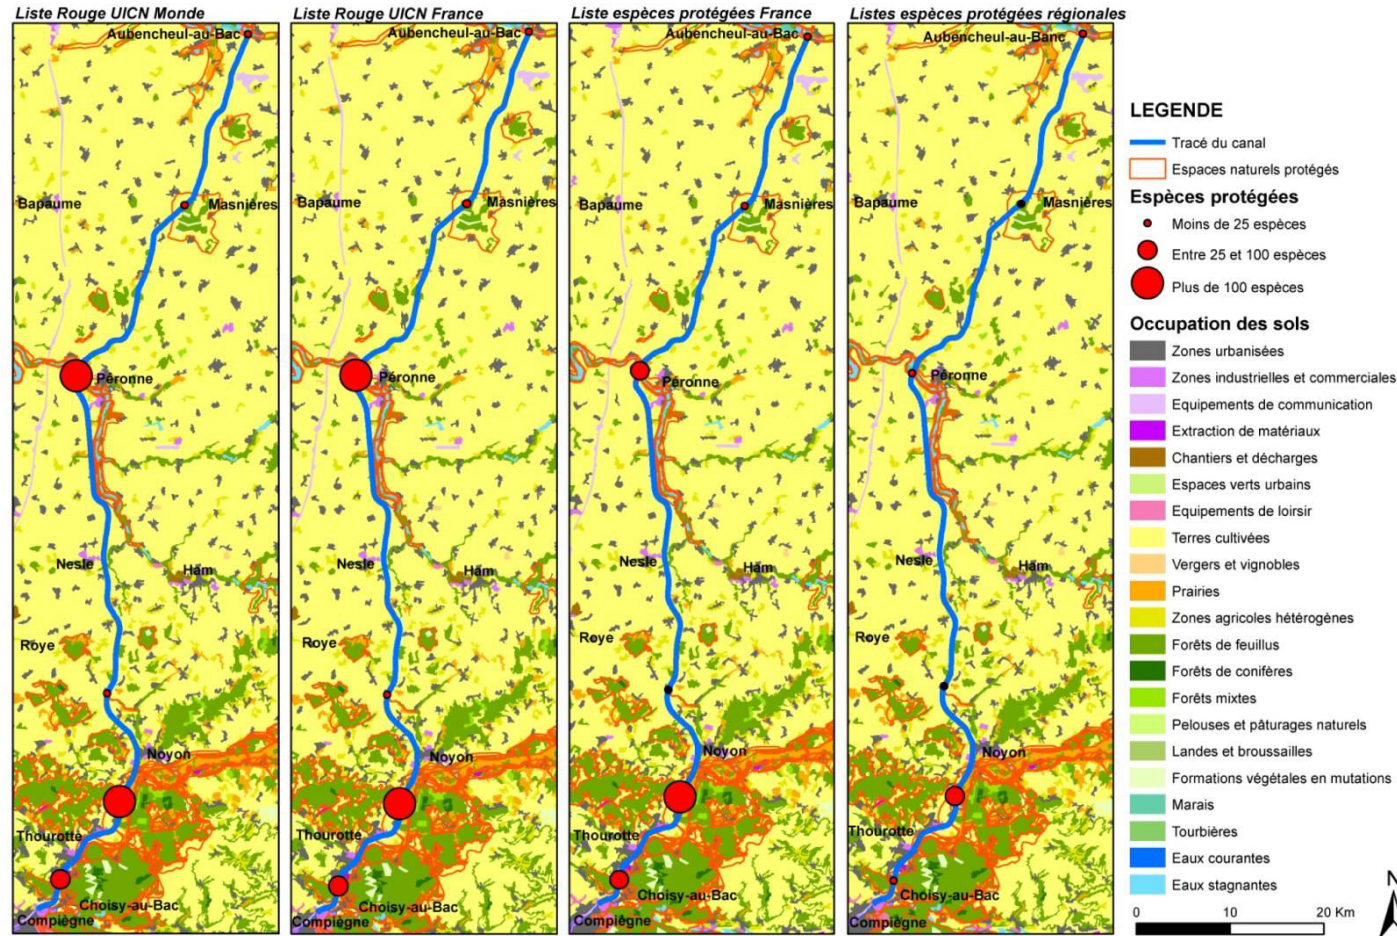 Liste Rouge UICN Monde
Aubencheul-au-Bac
Bapaume
Masnières
Péronne
Nesle
Ham
Roye
Noyon
Thourotte
Choisy-au-Bac
Compiègne
Liste Rouge UICN France
Aubencheul-au-Bac
Bapaume
Masnières
Péronne
Nesle
Ham
Roye
Noyon
Thourotte
Choisy-au-Bac
Compiègne
Liste espèces protégées France
Aubencheul-au-Bac
Bapaume
Masnières
Péronne
Nesle
Ham
Roye
Noyon
Thourotte
Choisy-au-Bac
Compiègne
Listes espèces protégées régionales
Aubencheul-au-Banc
Bapaume
Masnières
Péronne
Nesle
Ham
Roye
Noyon
Thourotte
Choisy-au-Bac
Compiègne
LEGENDE
Tracé du canal
Espaces naturels protégés
Espèces protégées
Moins de 25 espèces
Entre 25 et 100 espèces
Plus de 100 espèces
Occupation des sols
Zones urbanisées
Zones industrielles et commerciales
Equipements de communication
Extraction de matériaux
Chantiers et décharges
Espaces verts urbains
Equipements de loirsir
Terres cultivées
Vergers et vignobles
Prairies
Zones agricoles hétérogènes
Forêts de feuillus
Forêts de conifères
Forêts mixtes
Pelouses et pâturages naturels
Landes et broussailles
Formations végétales en mutations
Marais
Tourbières
Eaux courantes
Eaux stagnantes
N
0 10 20 Km